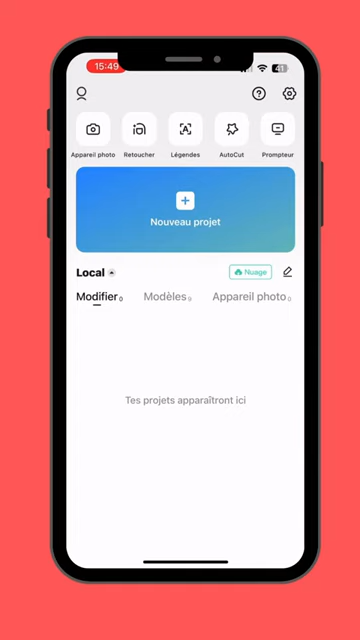 15:49
41
Appareil photo
Retoucher
Légendes
AutoCut
Prompteur
Nouveau projet
Local
Nuage
Modifier 0
Modèles 0
Appareil photo 0
Tes projets apparaîtront ici